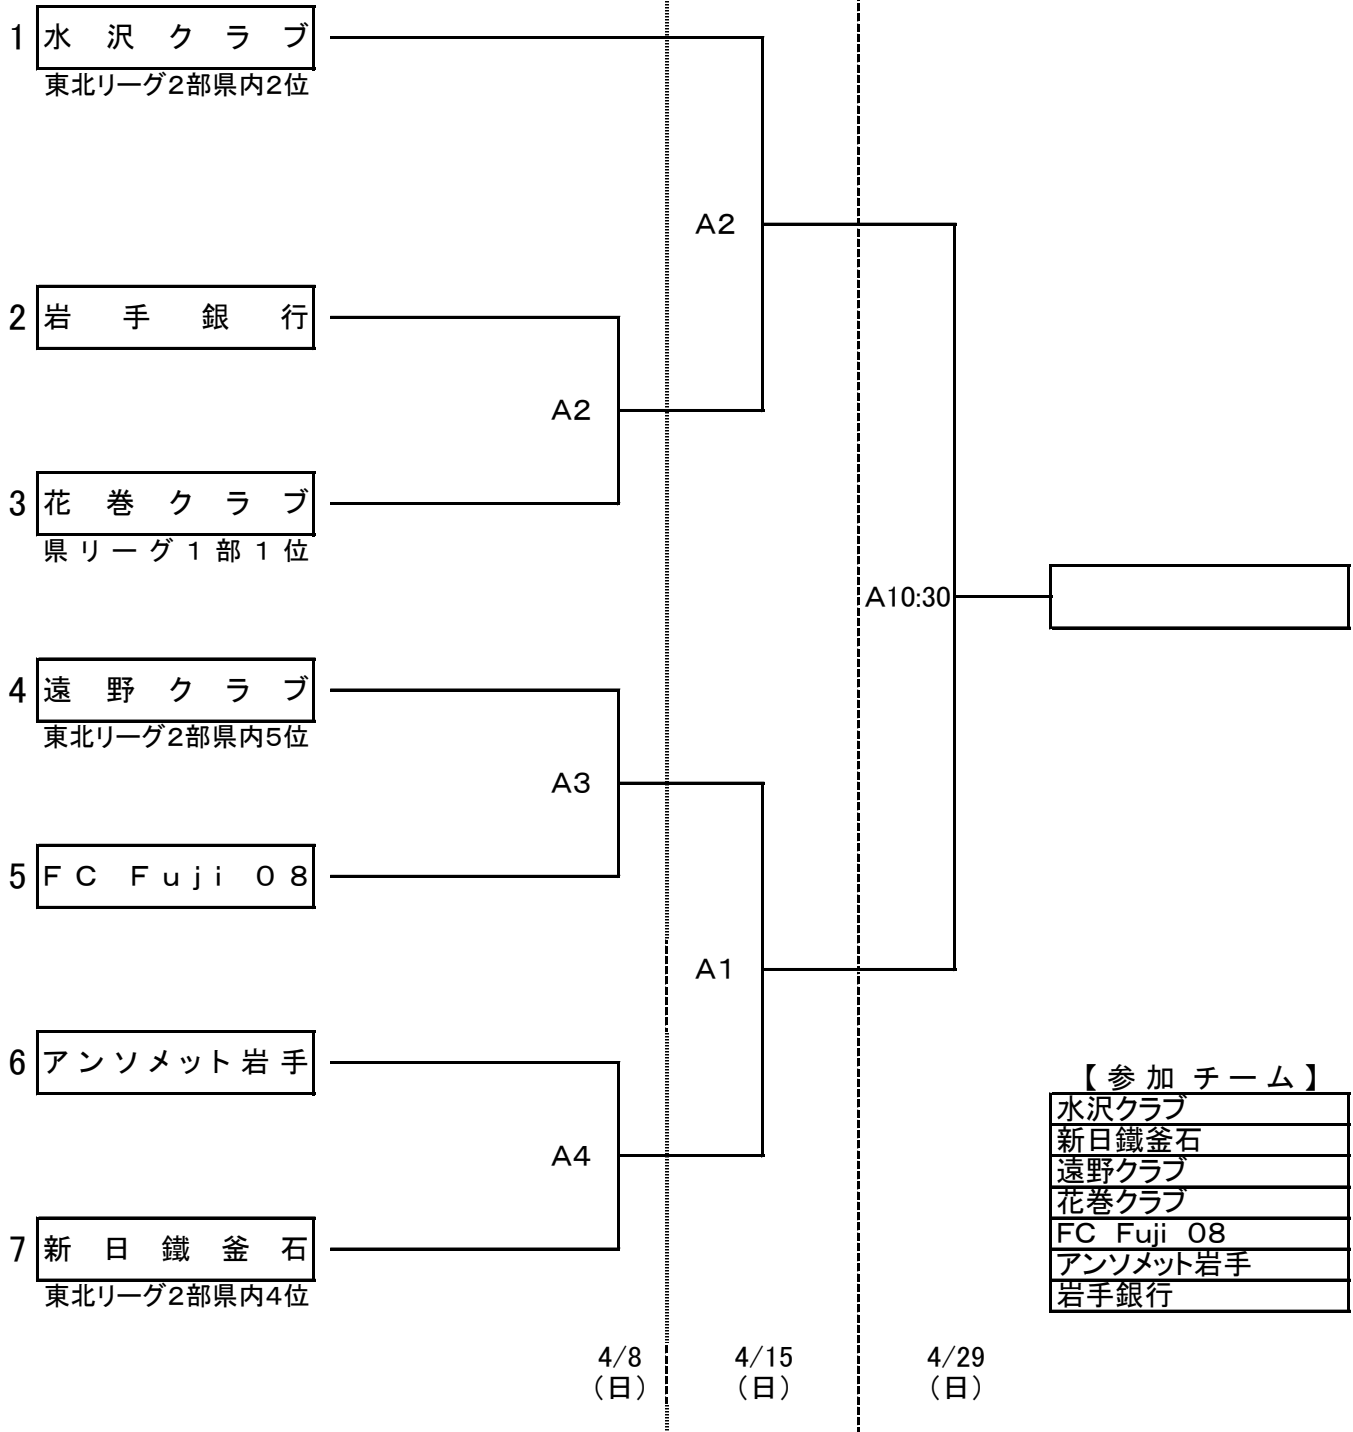 1 水沢クラブ
東北リーグ2部県内2位
A2
2 岩手銀行
A2
3 花巻クラブ
県リーグ1部1位
A10:30
4 遠野クラブ
東北リーグ2部県内5位
A3
5 FC Fuji 08
A1
6 アンソメット岩手
A4
7 新日鐵釜石
東北リーグ2部県内4位
【参加チーム】
水沢クラブ
新日鐵釜石
遠野クラブ
花巻クラブ
FC Fuji 08
アンソメット岩手
岩手銀行
4/8 4/15 4/29
(日) (日) (日)